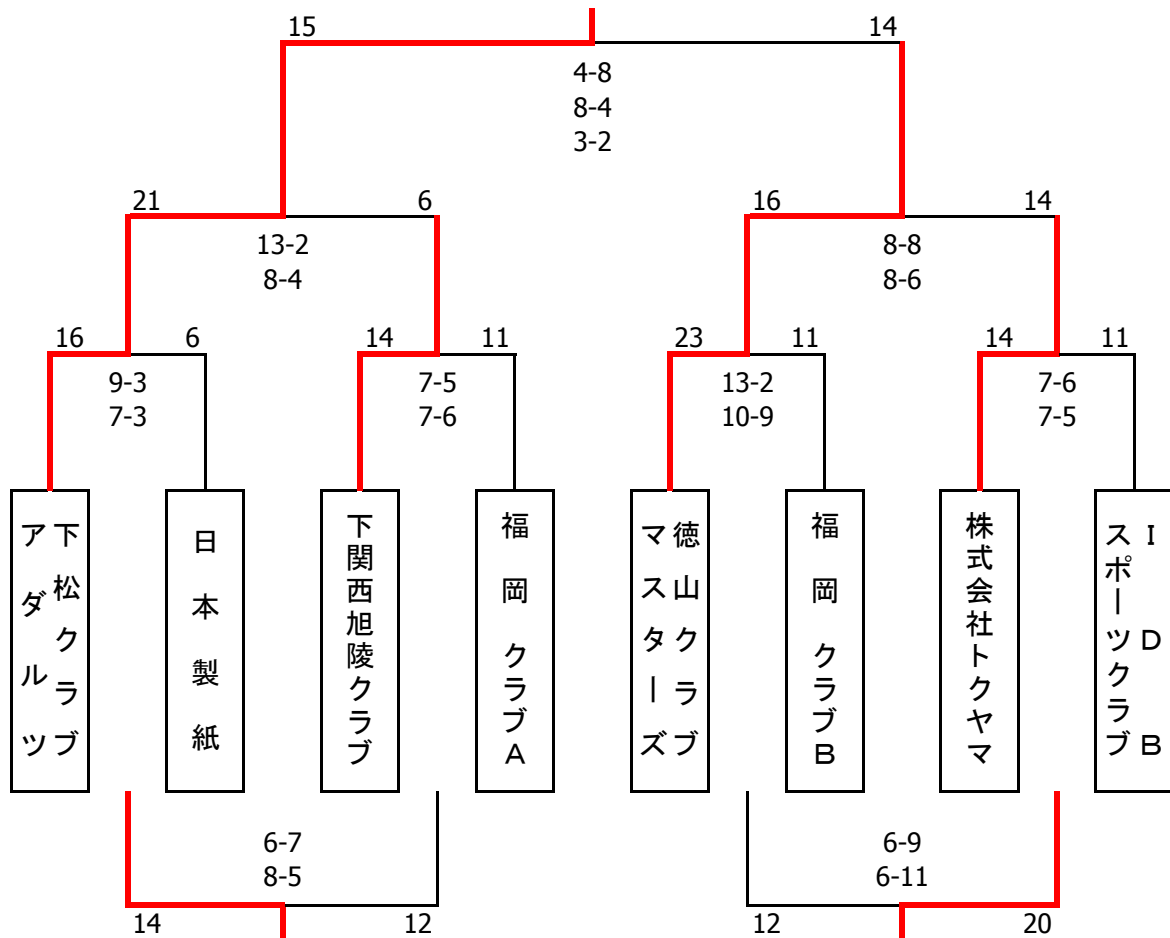 15 14
4-8
8-4
3-2
21 6 16 14
13-2 8-8
8-4 8-6
16 6 14 11 23 11 14 11
9-3 7-5 13-2 7-6
7-3 7-6 10-9 7-5
下松クラブ
アダルツ
日本製紙
下関西旭陵クラブ
福岡クラブA
徳山クラブ
マスターズ
福岡クラブB
株式会社トクヤマ
IDB
スポーツクラブ
6-7 6-9
8-5 6-11
14 12 12 20